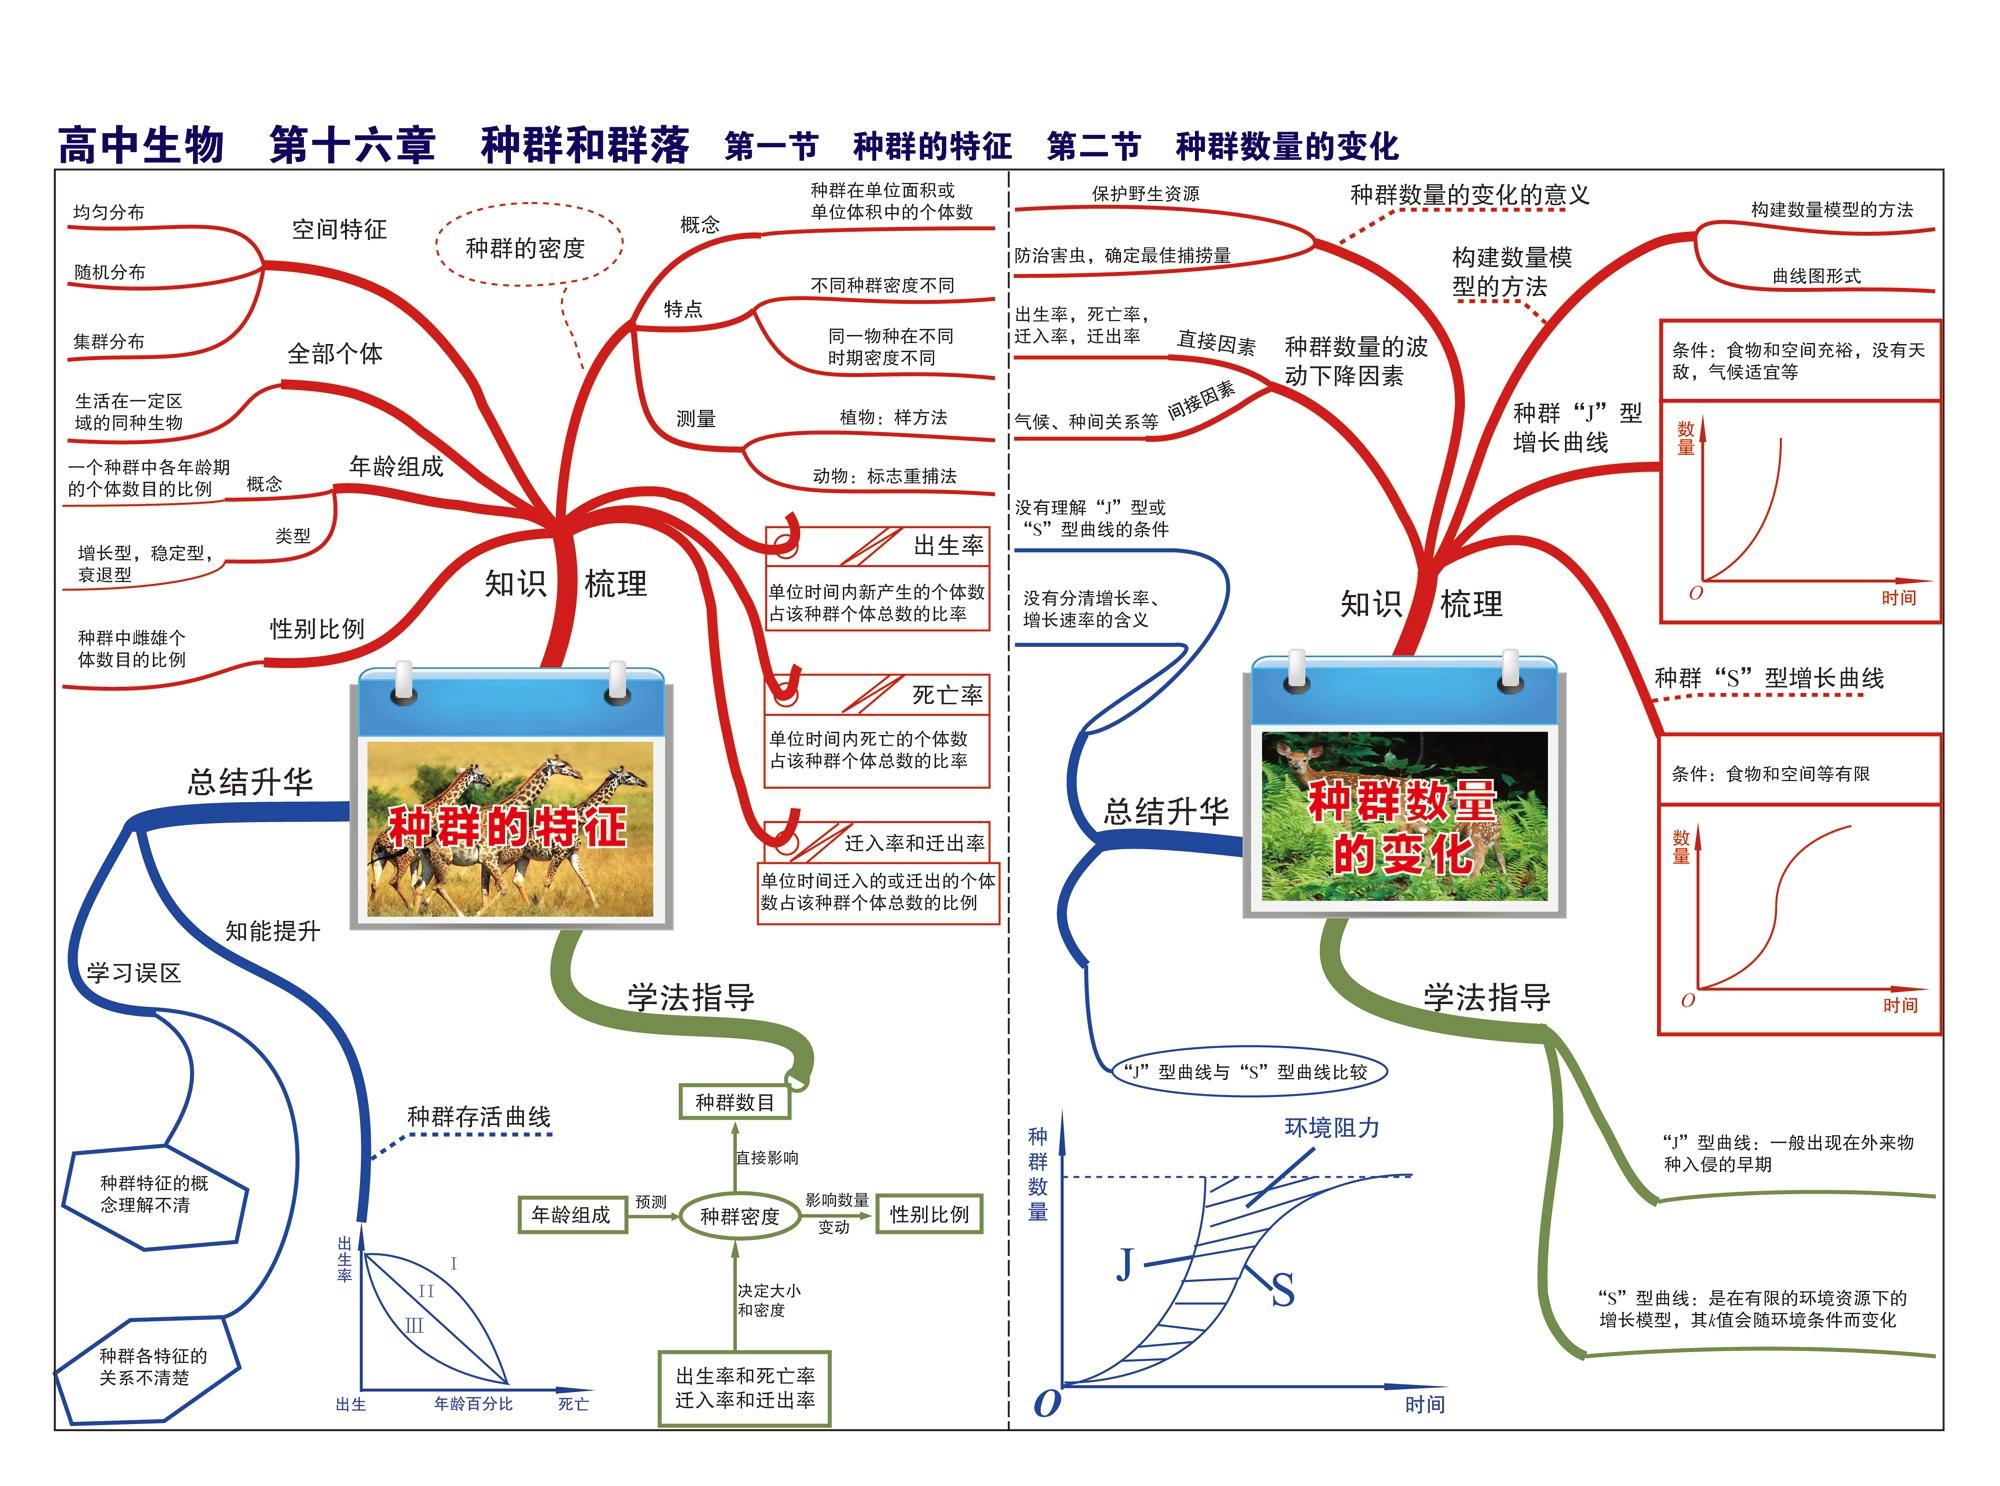 高中生物 第十六章 种群和群落 第一节 种群的特征 第二节 种群数量的变化
均匀分布
随机分布
集群分布
空间特征
全部个体
生活在一定区
域的同种生物
一个种群中各年龄期
的个体数目的比例
概念
年龄组成
类型
增长型，稳定型，
衰退型
种群中雌雄个
体数目的比例
性别比例
种群的密度
概念
种群在单位面积或
单位体积中的个体数
特点
不同种群密度不同
同一物种在不同
时期密度不同
测量
植物：样方法
动物：标志重捕法
知识 梳理
出生率
单位时间内新产生的个体数
占该种群个体总数的比率
死亡率
单位时间内死亡的个体数
占该种群个体总数的比率
迁入率和迁出率
单位时间迁入的或迁出的个体
数占该种群个体总数的比例
种群的特征
总结升华
知能提升
学习误区
种群特征的概
念理解不清
种群各特征的
关系不清楚
种群存活曲线
出生率
I
II
III
出生
年龄百分比
死亡
学法指导
种群数目
直接影响
年龄组成
预测
种群密度
影响数量
变动
性别比例
决定大小
和密度
出生率和死亡率
迁入率和迁出率
保护野生资源
防治害虫，确定最佳捕捞量
种群数量的变化的意义
出生率，死亡率，
迁入率，迁出率
直接因素
种群数量的波
动下降因素
气候、种间关系等
间接因素
构建数量模
型的方法
构建数量模型的方法
曲线图形式
种群“J”型
增长曲线
条件：食物和空间充裕，没有天
敌，气候适宜等
数量
O
时间
种群“S”型增长曲线
条件：食物和空间等有限
数量
O
时间
知识 梳理
没有理解“J”型或
“S”型曲线的条件
没有分清增长率、
增长速率的含义
总结升华
种群数量
的变化
“J”型曲线与“S”型曲线比较
种群数量
环境阻力
J
S
O
时间
学法指导
“J”型曲线：一般出现在外来物
种入侵的早期
“S”型曲线：是在有限的环境资源下的
增长模型，其k值会随环境条件而变化